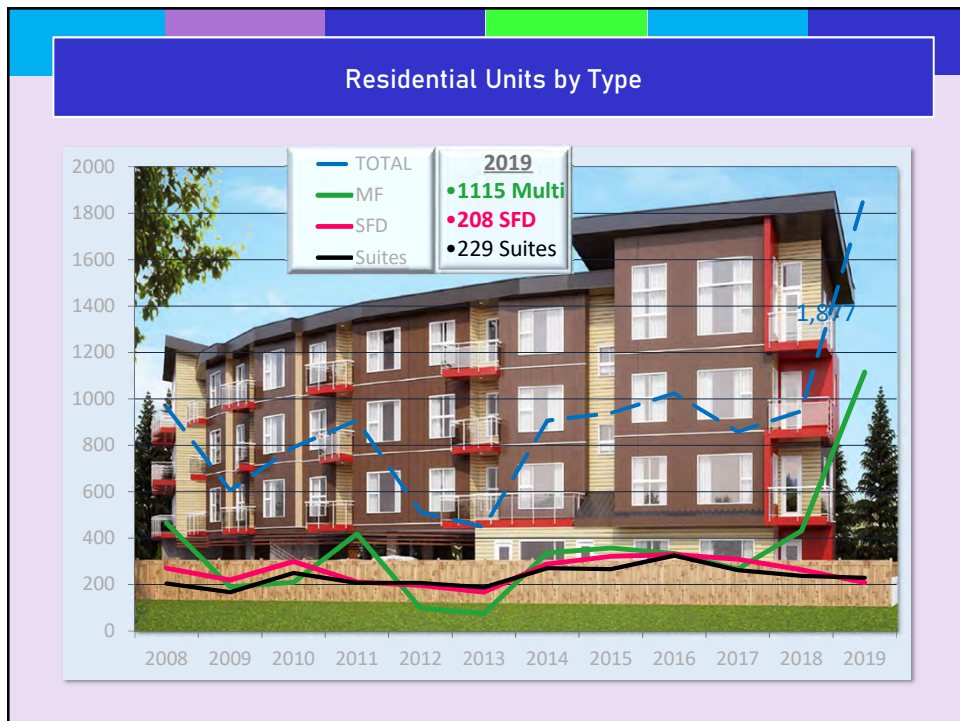 Residential Units by Type
2000
1800
1600
1400
1200
1000
800
600
400
200
0
TOTAL
MF
SFD
Suites
2019
•1115 Multi
•208 SFD
•229 Suites
1,877
2008 2009 2010 2011 2012 2013 2014 2015 2016 2017 2018 2019